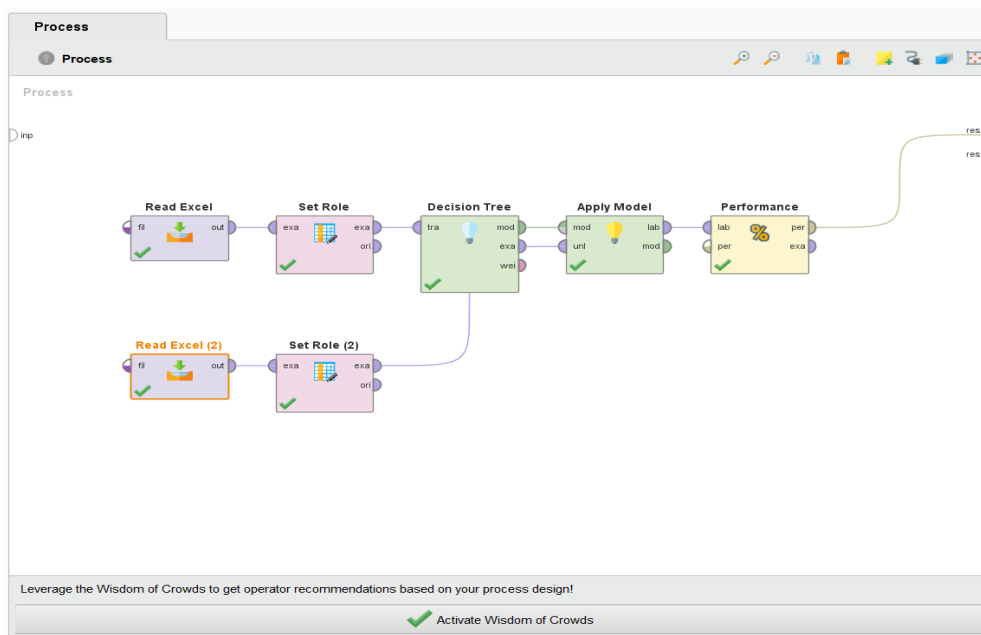 Process
Process
Process
inp
res
res
Read Excel
Set Role
Decision Tree
Apply Model
Performance
fil out
exa exa
ori
tra mod
exa
wei
mod lab
unl mod
lab per
per exa
Read Excel (2)
Set Role (2)
fil out
exa exa
ori
Leverage the Wisdom of Crowds to get operator recommendations based on your process design!
Activate Wisdom of Crowds